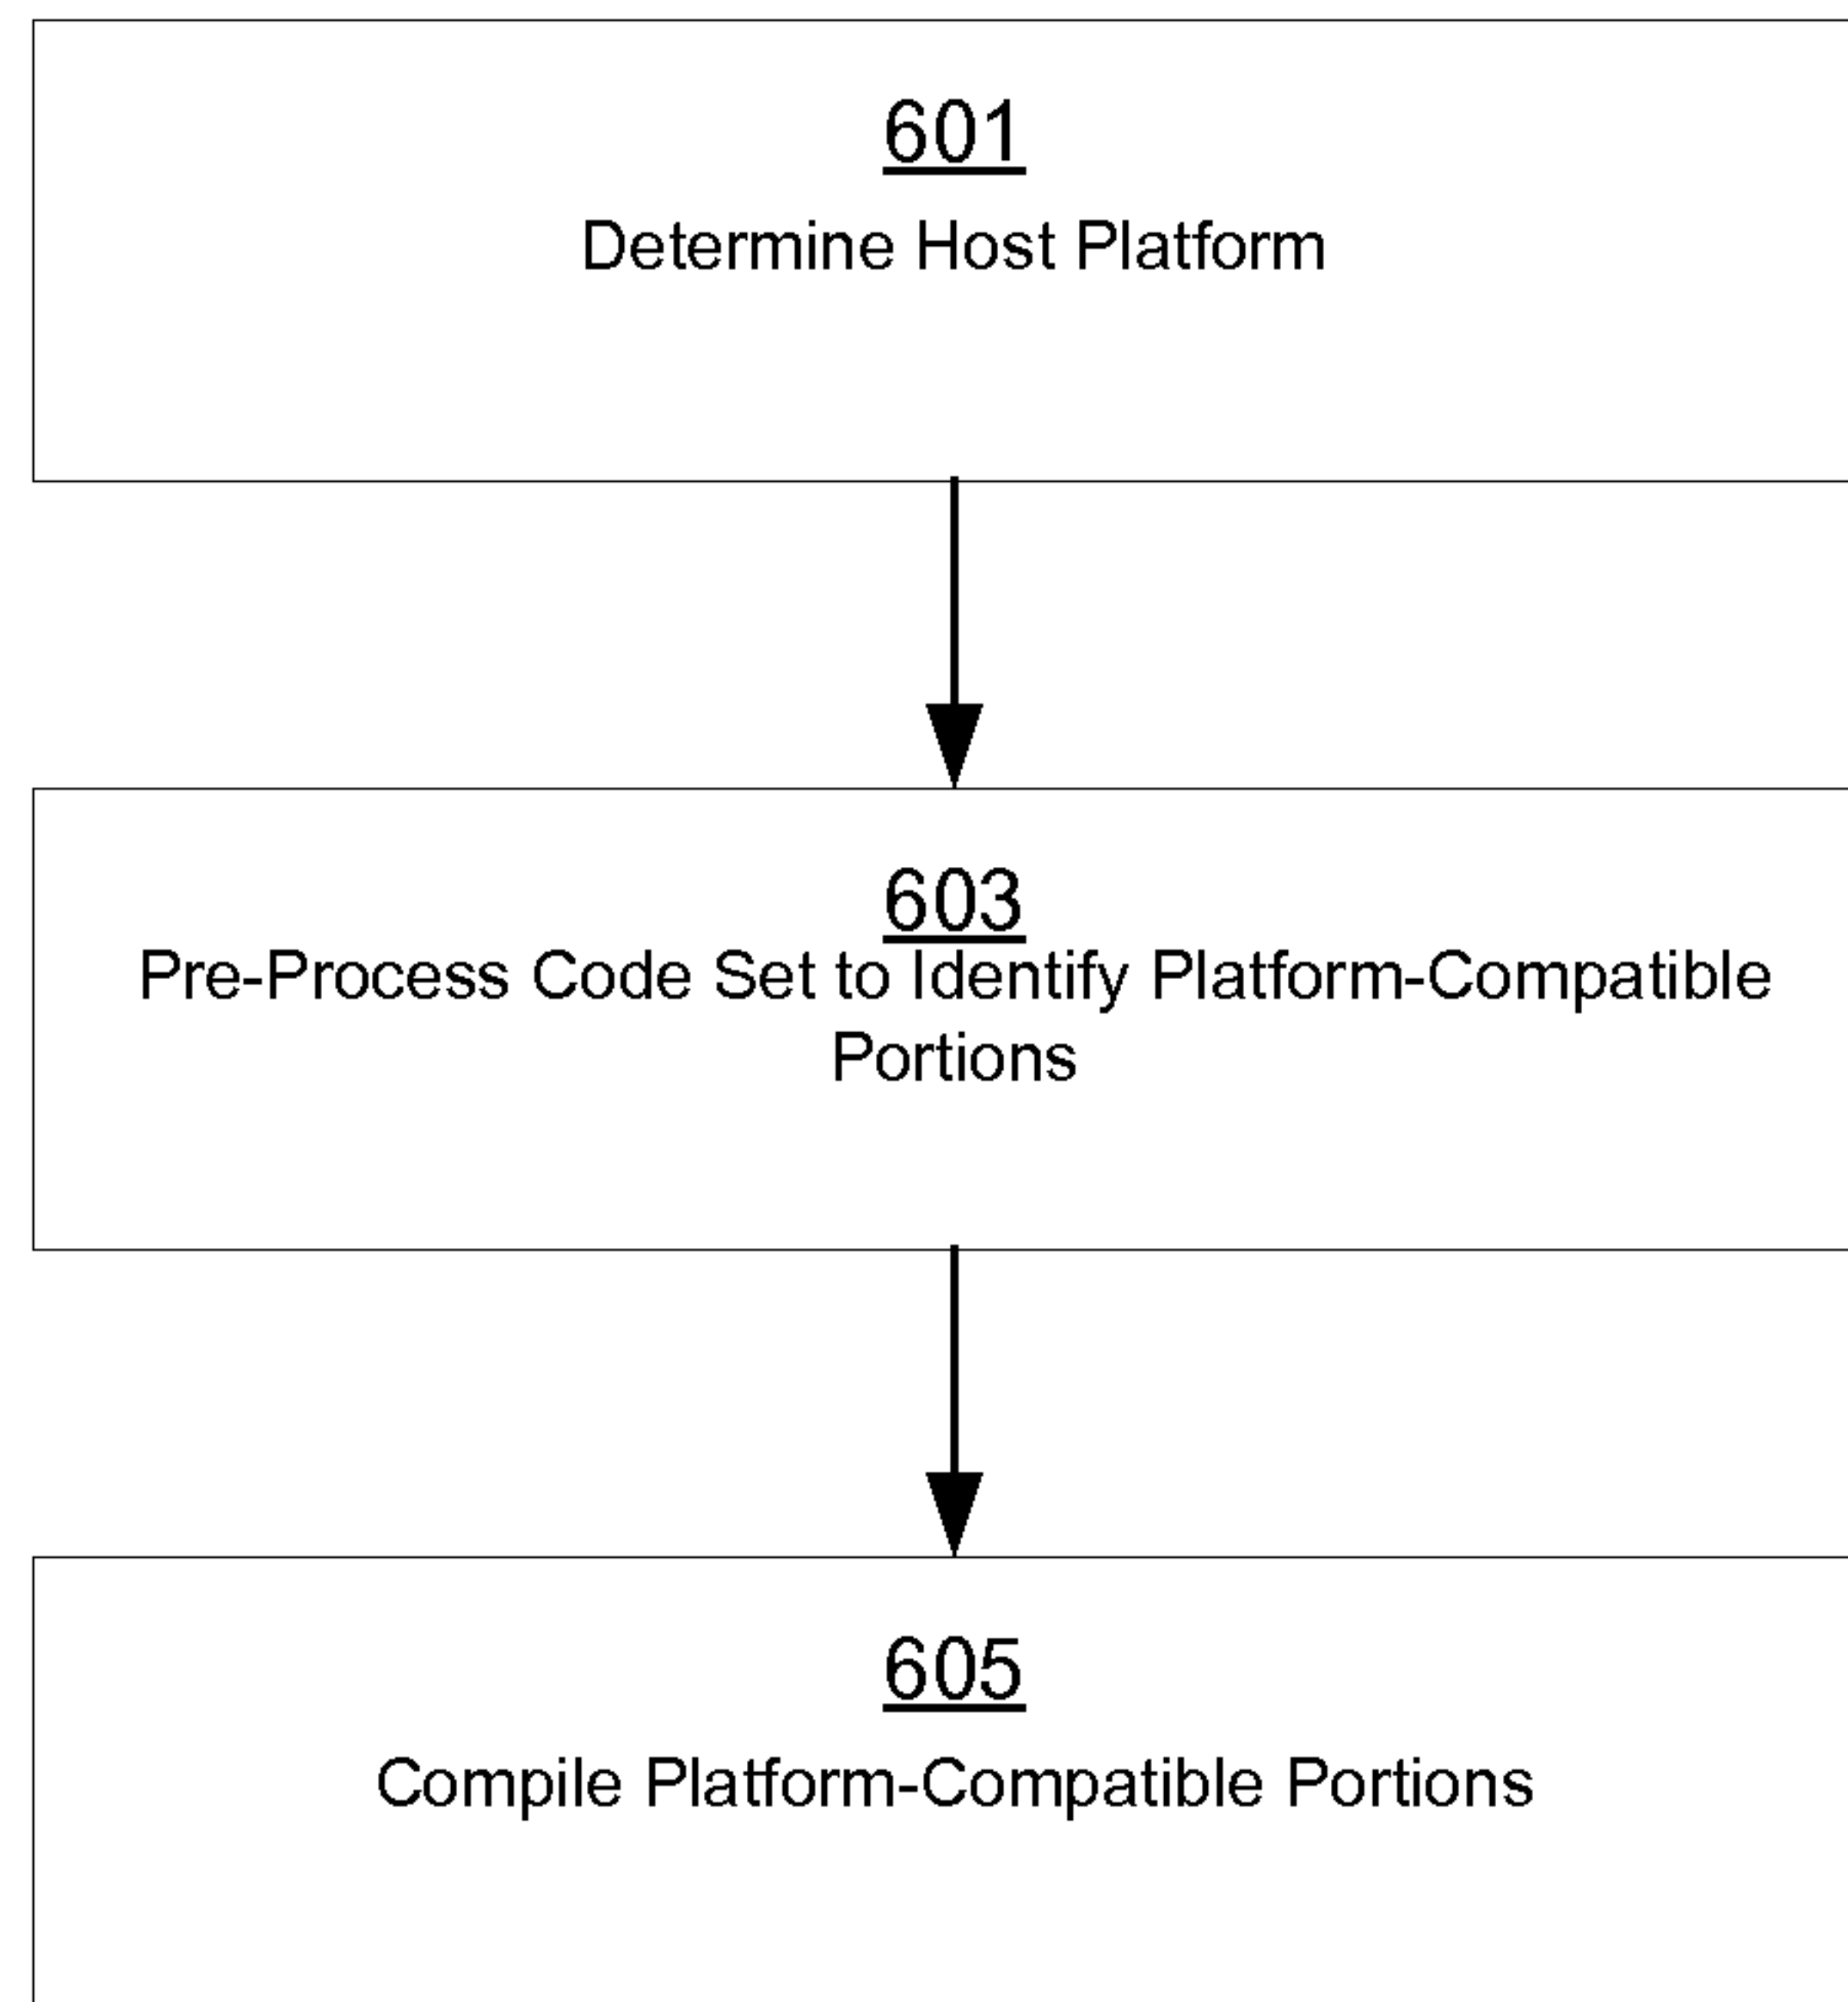 601
Determine Host Platform
603
Pre-Process Code Set to Identify Platform-Compatible
Portions
605
Compile Platform-Compatible Portions